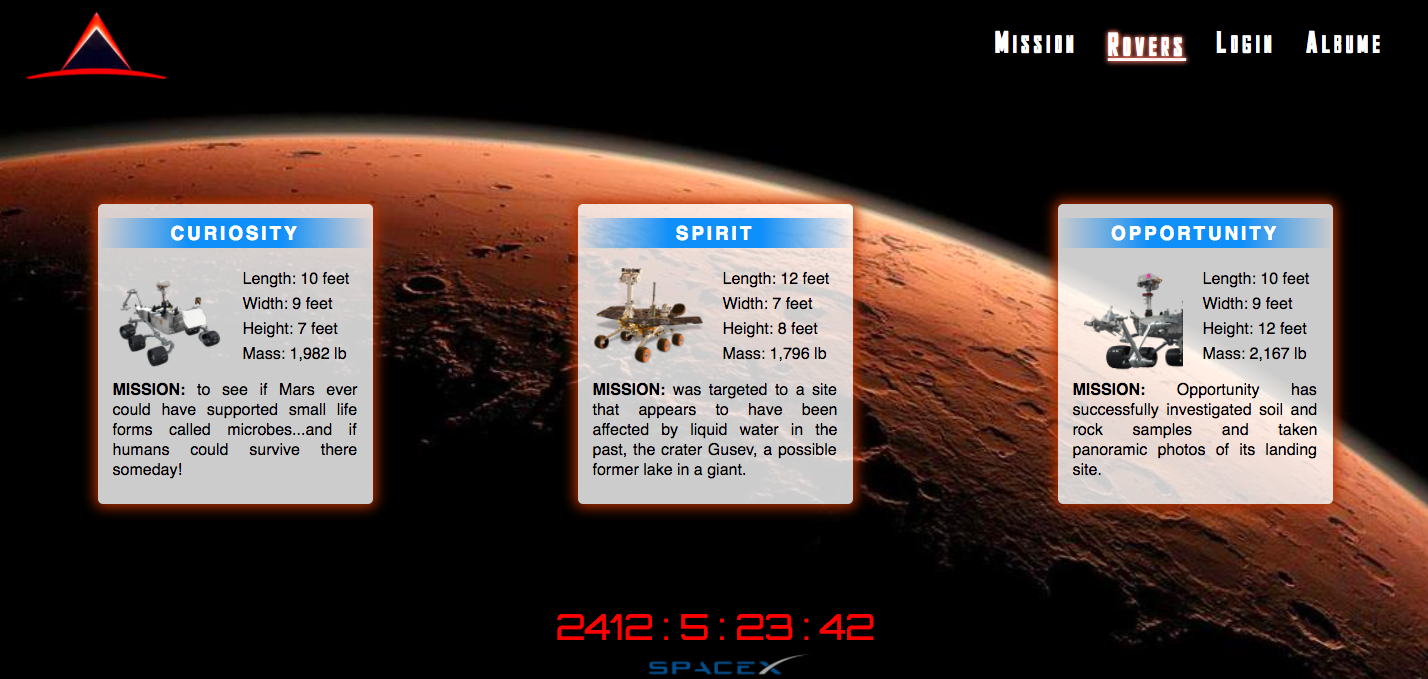 Mission Rovers Login Albume
CURIOSITY
Length: 10 feet
Width: 9 feet
Height: 7 feet
Mass: 1,982 lb
MISSION: to see if Mars ever
could have supported small life
forms called microbes...and if
humans could survive there
someday!
SPIRIT
Length: 12 feet
Width: 7 feet
Height: 8 feet
Mass: 1,796 lb
MISSION: was targeted to a site
that appears to have been
affected by liquid water in the
past, the crater Gusev, a possible
former lake in a giant.
OPPORTUNITY
Length: 10 feet
Width: 9 feet
Height: 12 feet
Mass: 2,167 lb
MISSION: Opportunity has
successfully investigated soil and
rock samples and taken
panoramic photos of its landing
site.
2412 : 5 : 23 : 42
SPACEX